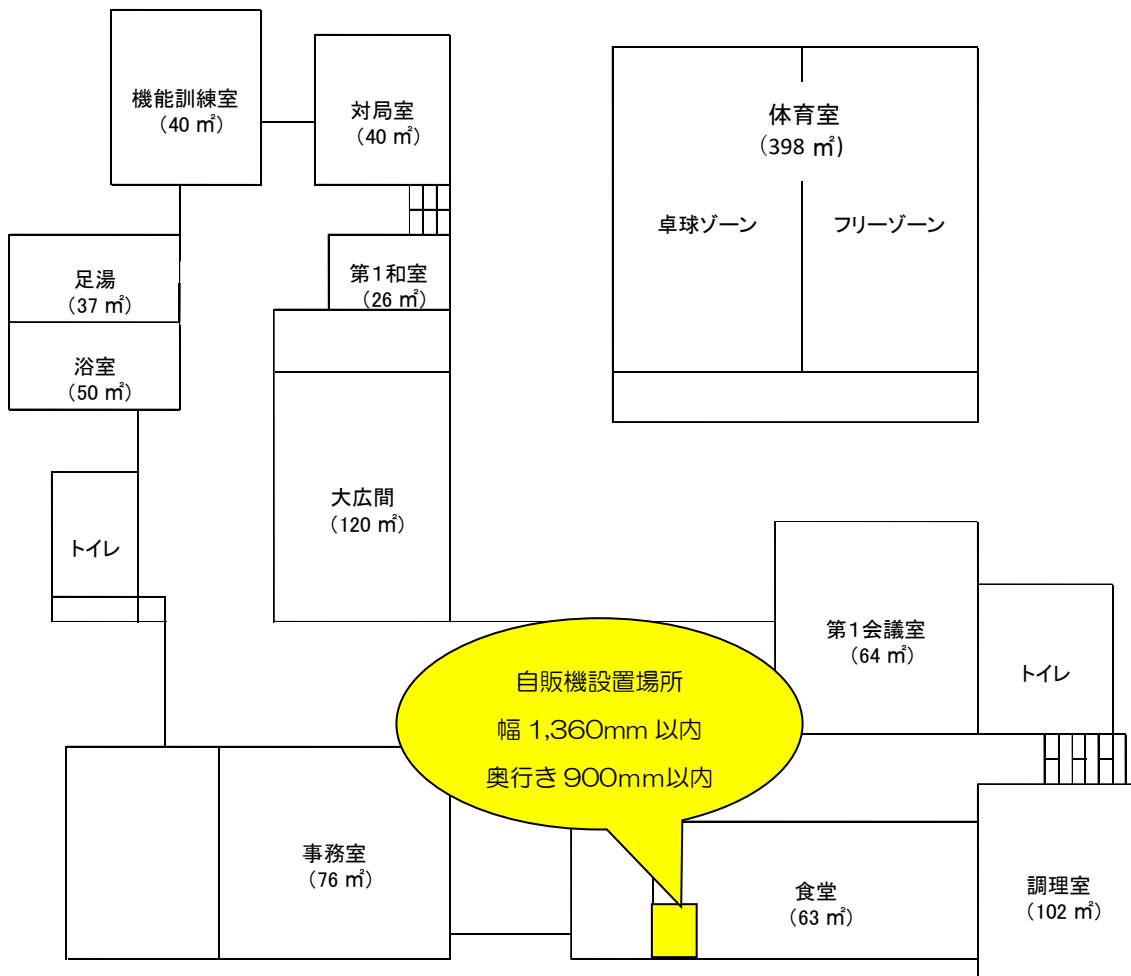 機能訓練室
（40 ㎡）
対局室
（40 ㎡）
体育室
（398 ㎡)
卓球ゾーン
フリーゾーン
足湯
（37 ㎡）
第１和室
（26 ㎡）
浴室
（50 ㎡）
大広間
（120 ㎡）
トイレ
第１会議室
（64 ㎡）
トイレ
自販機設置場所
幅 1,360mm 以内
奥行き 900mm以内
事務室
（76 ㎡）
食堂
（63 ㎡）
調理室
（102 ㎡）